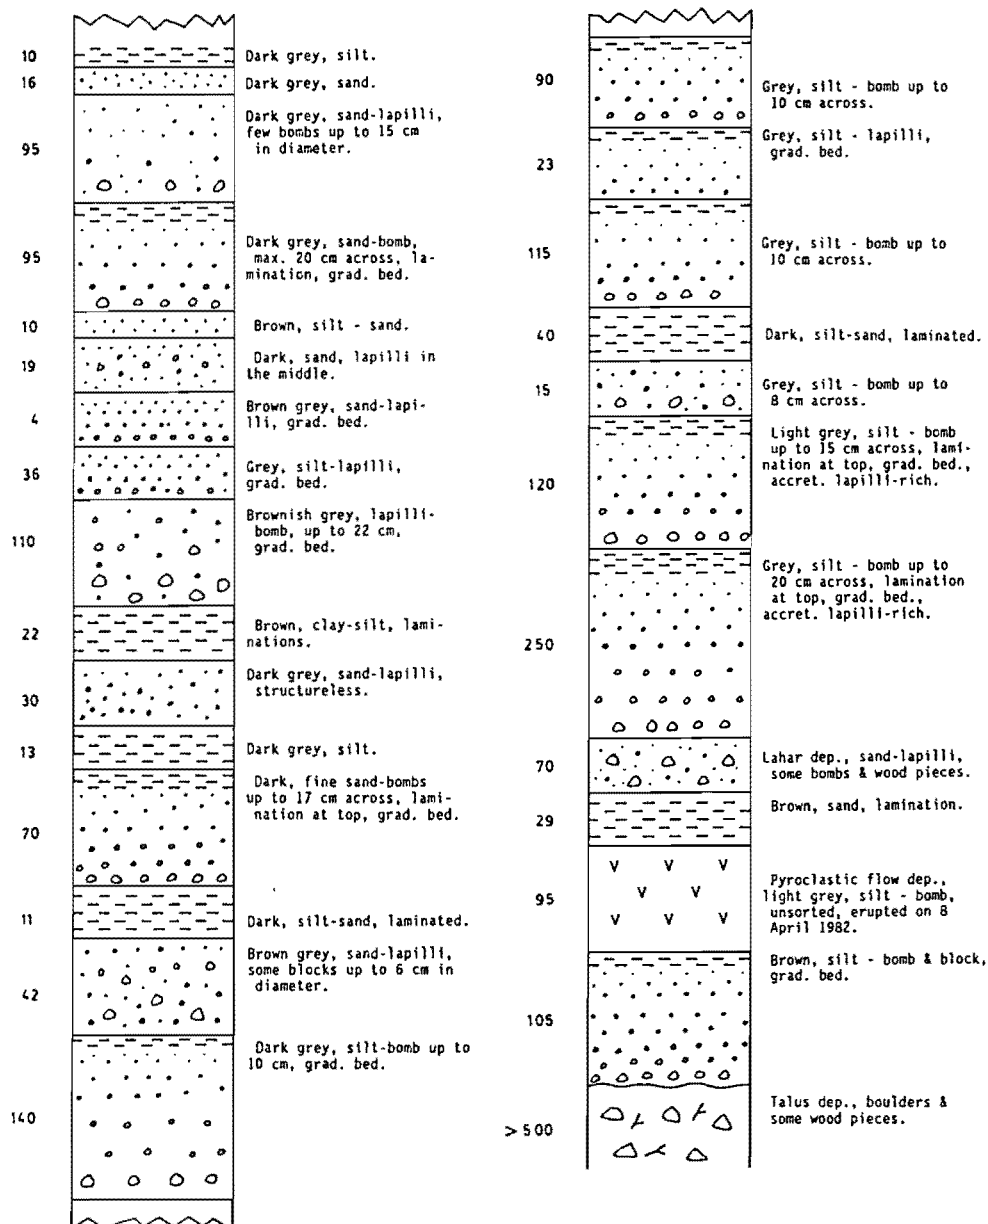 10
Dark grey, silt.
16
Dark grey, sand.
95
Dark grey, sand-lapilli,
few bombs up to 15 cm
in diameter.
95
Dark grey, sand-bomb,
max. 20 cm across, la-
mination, grad. bed.
10
Brown, silt - sand.
19
Dark, sand, lapilli in
the middle.
4
Brown grey, sand-lapi-
lli, grad. bed.
36
Grey, silt-lapilli,
grad. bed.
110
Brownish grey, lapilli-
bomb, up to 22 cm,
grad. bed.
22
Brown, clay-silt, lami-
nations.
30
Dark grey, sand-lapilli,
structureless.
13
Dark grey, silt.
70
Dark, fine sand-bombs
up to 17 cm across, lami-
nation at top, grad. bed.
11
Dark, silt-sand, laminated.
42
Brown grey, sand-lapilli,
some blocks up to 6 cm in
diameter.
140
Dark grey, silt-bomb up to
10 cm, grad. bed.
90
Grey, silt - bomb up to
10 cm across.
23
Grey, silt - lapilli,
grad. bed.
115
Grey, silt - bomb up to
10 cm across.
40
Dark, silt-sand, laminated.
15
Grey, silt - bomb up to
8 cm across.
120
Light grey, silt - bomb
up to 15 cm across, lami-
nation at top, grad. bed.,
accret. lapilli-rich.
250
Grey, silt - bomb up to
20 cm across, lamination
at top, grad. bed.,
accret. lapilli-rich.
70
Lahar dep., sand-lapilli,
some bombs & wood pieces.
29
Brown, sand, lamination.
95
Pyroclastic flow dep.,
light grey, silt - bomb,
unsorted, erupted on 8
April 1982.
105
Brown, silt - bomb & block,
grad. bed.
> 500
Talus dep., boulders &
some wood pieces.